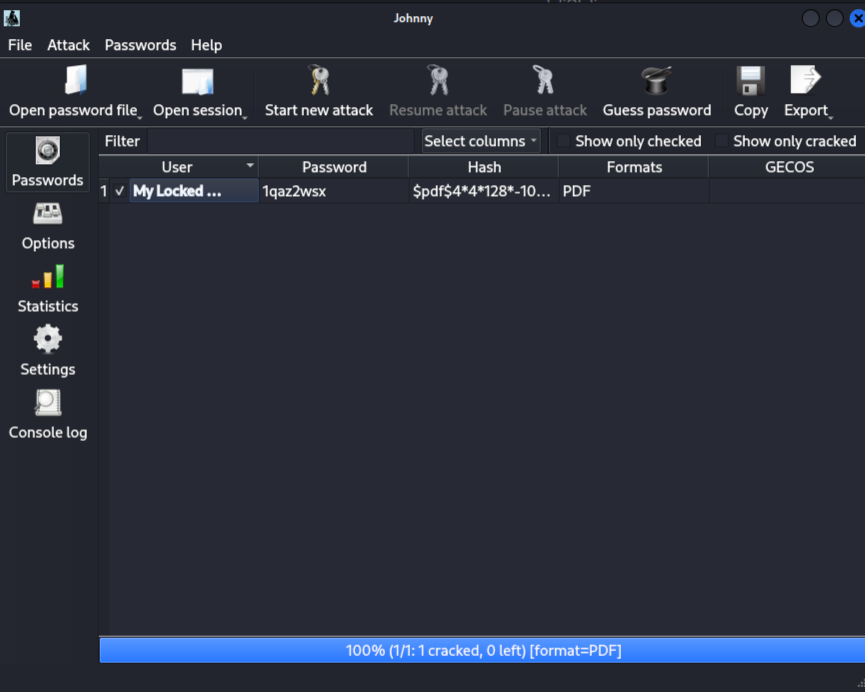 Johnny
File Attack Passwords Help
Open password file Open session Start new attack Resume attack Pause attack Guess password Copy Export
Filter Select columns Show only checked Show only cracked
Passwords
Options
Statistics
Settings
Console log
User Password Hash Formats GECOS
1 ✓ My Locked ... 1qaz2wsx $pdf$4*4*128*-10... PDF
100% (1/1: 1 cracked, 0 left) [format=PDF]